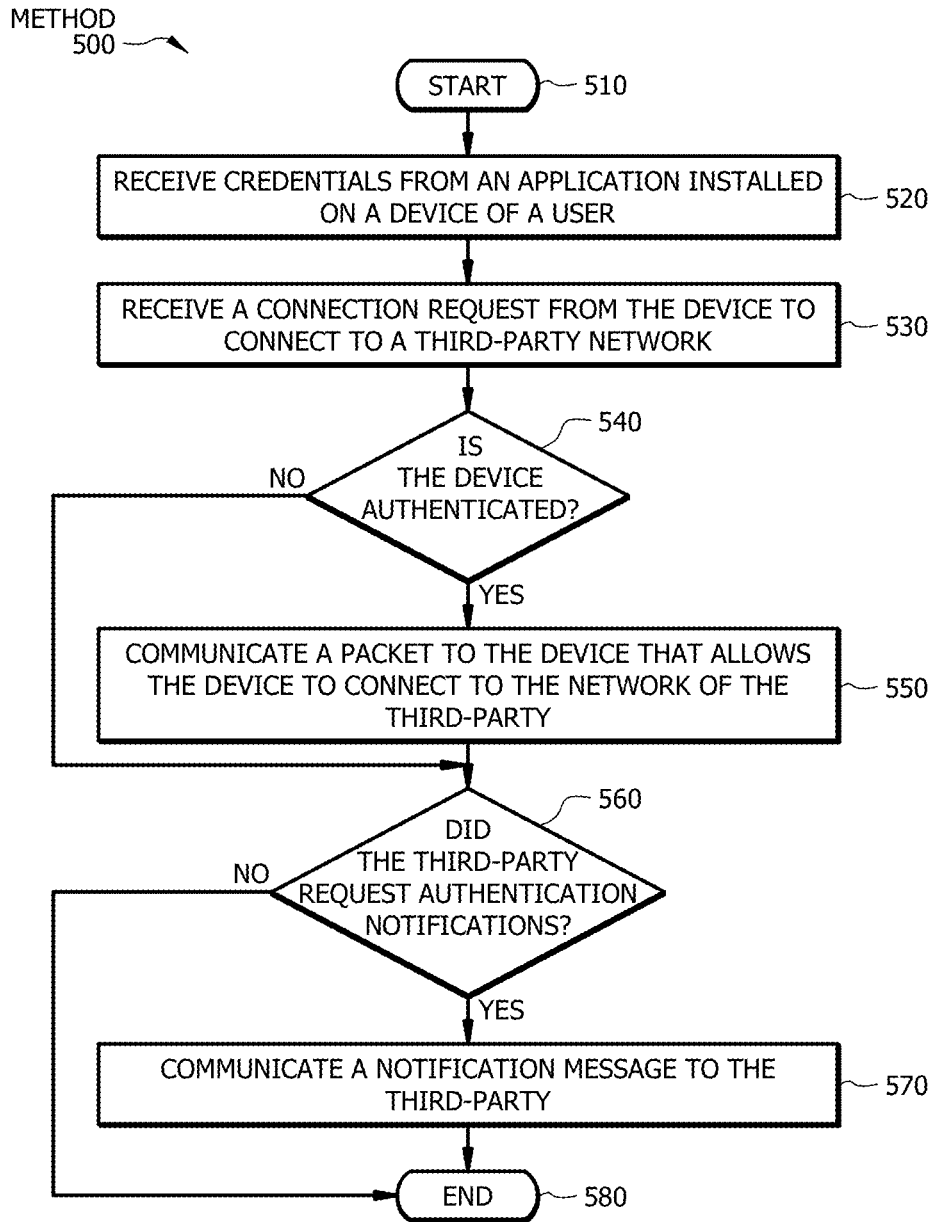 METHOD
500
START
510
RECEIVE CREDENTIALS FROM AN APPLICATION INSTALLED
ON A DEVICE OF A USER
520
RECEIVE A CONNECTION REQUEST FROM THE DEVICE TO
CONNECT TO A THIRD-PARTY NETWORK
530
540
IS
THE DEVICE
AUTHENTICATED?
NO
YES
COMMUNICATE A PACKET TO THE DEVICE THAT ALLOWS
THE DEVICE TO CONNECT TO THE NETWORK OF THE
THIRD-PARTY
550
560
DID
THE THIRD-PARTY
REQUEST AUTHENTICATION
NOTIFICATIONS?
NO
YES
COMMUNICATE A NOTIFICATION MESSAGE TO THE
THIRD-PARTY
570
END
580